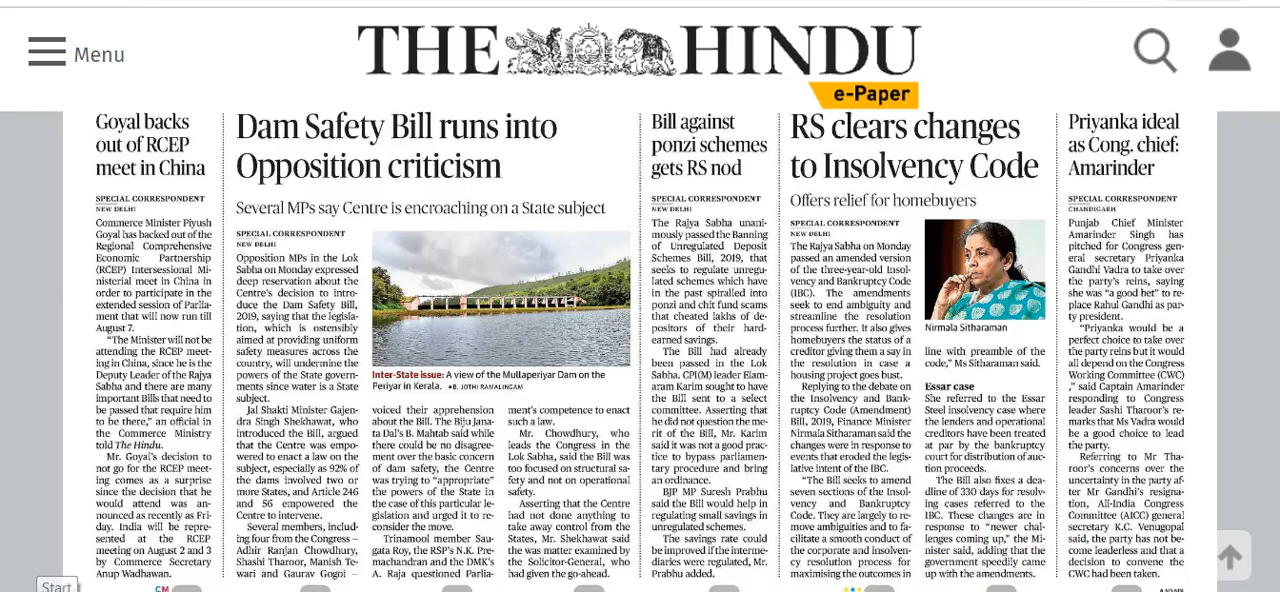 Menu
THE HINDU
e-Paper
Goyal backs
out of RCEP
meet in China
SPECIAL CORRESPONDENT
NEW DELHI
Commerce Minister Piyush
Goyal has backed out of the
Regional Comprehensive
Economic Partnership
(RCEP) Intersessional Mi-
nisterial meet in China in
order to participate in the
extended session of Parlia-
ment that will now run till
August 7.
"The Minister will not be
attending the RCEP meet-
ing in China, since he is the
Deputy Leader of the Rajya
Sabha and there are many
important Bills that need to
be passed that require him
to be there," an official in
the Commerce Ministry
told The Hindu.
Mr. Goyal's decision to
not go for the RCEP meet-
ing comes as a surprise
since the decision that he
would attend was an-
nounced as recently as Fri-
day. India will be repre-
sented at the RCEP
meeting on August 2 and 3
by Commerce Secretary
Anup Wadhawan.
Dam Safety Bill runs into
Opposition criticism
Several MPs say Centre is encroaching on a State subject
SPECIAL CORRESPONDENT
NEW DELHI
Opposition MPs in the Lok
Sabha on Monday expressed
deep reservation about the
Centre's decision to intro-
duce the Dam Safety Bill,
2019, saying that the legisla-
tion, which is ostensibly
aimed at providing uniform
safety measures across the
country, will undermine the
powers of the State govern-
ments since water is a State
subject.
Jal Shakti Minister Gajen-
dra Singh Shekhawat, who
introduced the Bill, argued
that the Centre was empo-
wered to enact a law on the
subject, especially as 92% of
the dams involved two or
more States, and Article 246
and 56 empowered the
Centre to intervene.
Several members, includ-
ing four from the Congress –
Adhir Ranjan Chowdhury,
Shashi Tharoor, Manish Te-
wari and Gaurav Gogoi –
Inter-State issue: A view of the Mullaperiyar Dam on the
Periyar in Kerala. •B. JOTHI RAMALINGAM
voiced their apprehension
about the Bill. The Biju Jana-
ta Dal's B. Mahtab said while
there could be no disagree-
ment over the basic concern
of dam safety, the Centre
was trying to "appropriate"
the powers of the State in
the case of this particular le-
gislation and urged it to re-
consider the move.
Trinamool member Sau-
gata Roy, the RSP's N.K. Pre-
machandran and the DMK's
A. Raja questioned Parlia-
ment's competence to enact
such a law.
Mr. Chowdhury, who
leads the Congress in the
Lok Sabha, said the Bill was
too focused on structural sa-
fety and not on operational
safety.
Asserting that the Centre
had not done anything to
take away control from the
States, Mr. Shekhawat said
the was matter examined by
the Solicitor-General, who
had given the go-ahead.
Bill against
ponzi schemes
gets RS nod
SPECIAL CORRESPONDENT
NEW DELHI
The Rajya Sabha unani-
mously passed the Banning
of Unregulated Deposit
Schemes Bill, 2019, that
seeks to regulate unregu-
lated schemes which have
in the past spiralled into
ponzi and chit fund scams
that cheated lakhs of de-
positors of their hard-
earned savings.
The Bill had already
been passed in the Lok
Sabha. CPI(M) leader Elam-
aram Karim sought to have
the Bill sent to a select
committee. Asserting that
he did not question the me-
rit of the Bill, Mr. Karim
said it was not a good prac-
tice to bypass parliamen-
tary procedure and bring
an ordinance.
BJP MP Suresh Prabhu
said the Bill would help in
regulating small savings in
unregulated schemes.
The savings rate could
be improved if the interme-
diaries were regulated, Mr.
Prabhu added.
RS clears changes
to Insolvency Code
Offers relief for homebuyers
SPECIAL CORRESPONDENT
NEW DELHI
The Rajya Sabha on Monday
passed an amended version
of the three-year-old Insol-
vency and Bankruptcy Code
(IBC). The amendments
seek to end ambiguity and
streamline the resolution
process further. It also gives
homebuyers the status of a
creditor giving them a say in
the resolution in case a
housing project goes bust.
Replying to the debate on
the Insolvency and Bank-
ruptcy Code (Amendment)
Bill, 2019, Finance Minister
Nirmala Sitharaman said the
changes were in response to
events that eroded the legis-
lative intent of the IBC.
"The Bill seeks to amend
seven sections of the Insol-
vency and Bankruptcy
Code. They are largely to re-
move ambiguities and to fa-
cilitate a smooth conduct of
the corporate and insolven-
cy resolution process for
maximising the outcomes in
Nirmala Sitharaman
line with preamble of the
code," Ms Sitharaman said.
Essar case
She referred to the Essar
Steel insolvency case where
the lenders and operational
creditors have been treated
at par by the bankruptcy
court for distribution of auc-
tion proceeds.
The Bill also fixes a dea-
dline of 330 days for resolv-
ing cases referred to the
IBC. These changes are in
response to "newer chal-
lenges coming up," the Mi-
nister said, adding that the
government speedily came
up with the amendments.
Priyanka ideal
as Cong. chief:
Amarinder
SPECIAL CORRESPONDENT
CHANDIGARH
Punjab Chief Minister
Amarinder Singh has
pitched for Congress gen-
eral secretary Priyanka
Gandhi Vadra to take over
the party's reins, saying
she was "a good bet" to re-
place Rahul Gandhi as par-
ty president.
"Priyanka would be a
perfect choice to take over
the party reins but it would
all depend on the Congress
Working Committee (CWC)
," said Captain Amarinder
responding to Congress
leader Sashi Tharoor's re-
marks that Ms Vadra would
be a good choice to lead
the party.
Referring to Mr Tha-
roor's concerns over the
uncertainty in the party af-
ter Mr Gandhi's resigna-
tion, All-India Congress
Committee (AICC) general
secretary K.C. Venugopal
said, the party has not be-
come leaderless and that a
decision to convene the
CWC had been taken.
Start
CM